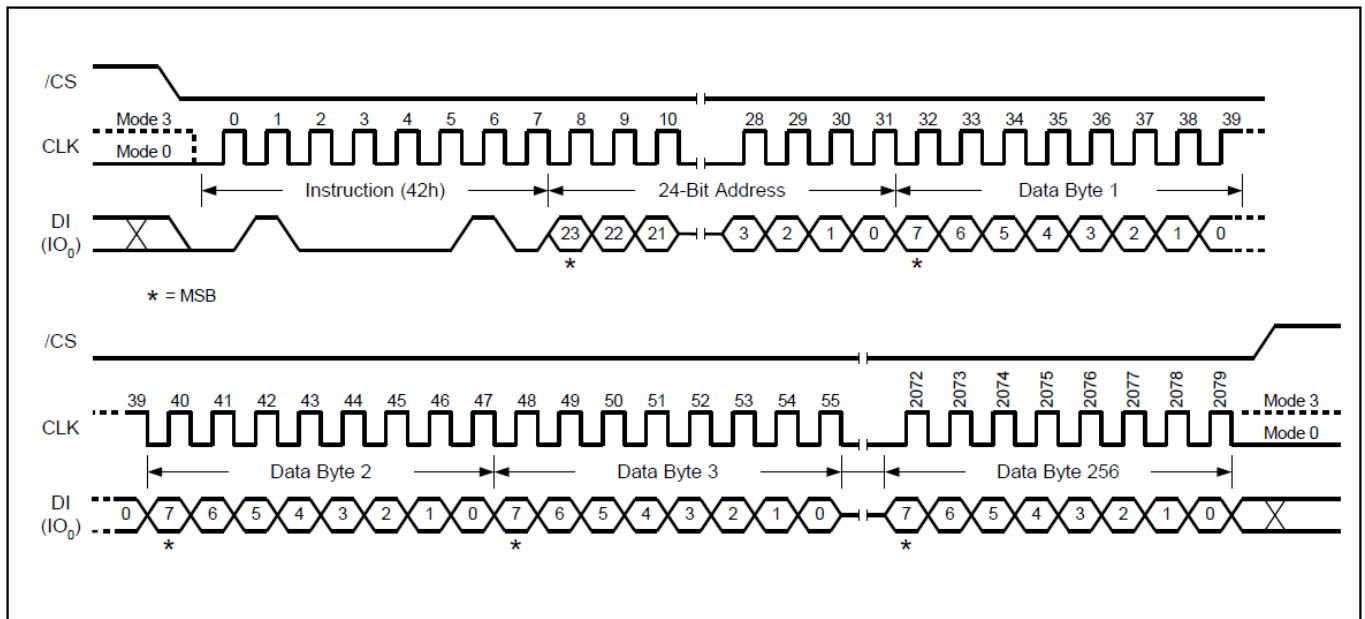 /CS
Mode 3 0 1 2 3 4 5 6 7 8 9 10 28 29 30 31 32 33 34 35 36 37 38 39
CLK
Mode 0
Instruction (42h) 24-Bit Address Data Byte 1
DI
(IO0) 23 22 21 3 2 1 0 7 6 5 4 3 2 1 0
* *
* = MSB
/CS
39 40 41 42 43 44 45 46 47 48 49 50 51 52 53 54 55 2072 2073 2074 2075 2076 2077 2078 2079 Mode 3
CLK
Mode 0
Data Byte 2 Data Byte 3 Data Byte 256
DI
(IO0) 0 7 6 5 4 3 2 1 0 7 6 5 4 3 2 1 0 7 6 5 4 3 2 1 0
* * *